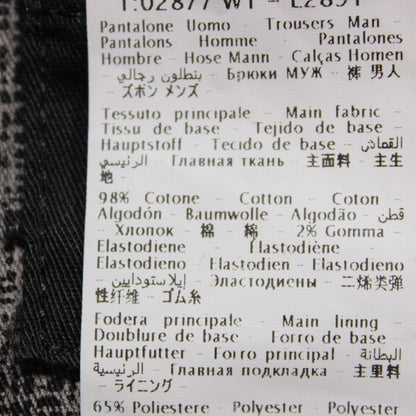 Pantalone Uomo - Trousers Man -
Pantalons Homme - Pantalones
Hombre - Hose Mann - Calças Homen
- بنطلون رجالي - Брюки МУЖ - 裤 男人
- ズボン メンズ -
Tessuto principale - Main fabric -
Tissu de base - Tejido de base -
Hauptstoff - Tecido de base - القماش
الرئيسي - Главная ткань - 主面料 - 主生
地 -
98% Cotone - Cotton - Coton -
Algodón - Baumwolle - Algodão - قطن
- Хлопок - 棉 - 綿 - 2% Gomma -
Elastodiene - Elastodiène -
Elastodieno Elastodien - Elastodieno
- إيلاستودايين - Эластодиены - 二烯类弹
性纤维 - ゴム糸
Fodera principale - Main lining -
Doublure de base - Forro de base -
Hauptfutter - Forro principal - البطانة
الرئيسية - Главная подкладка - 主里料
- ライニング -
65% Poliestere - Polyester - Polyester